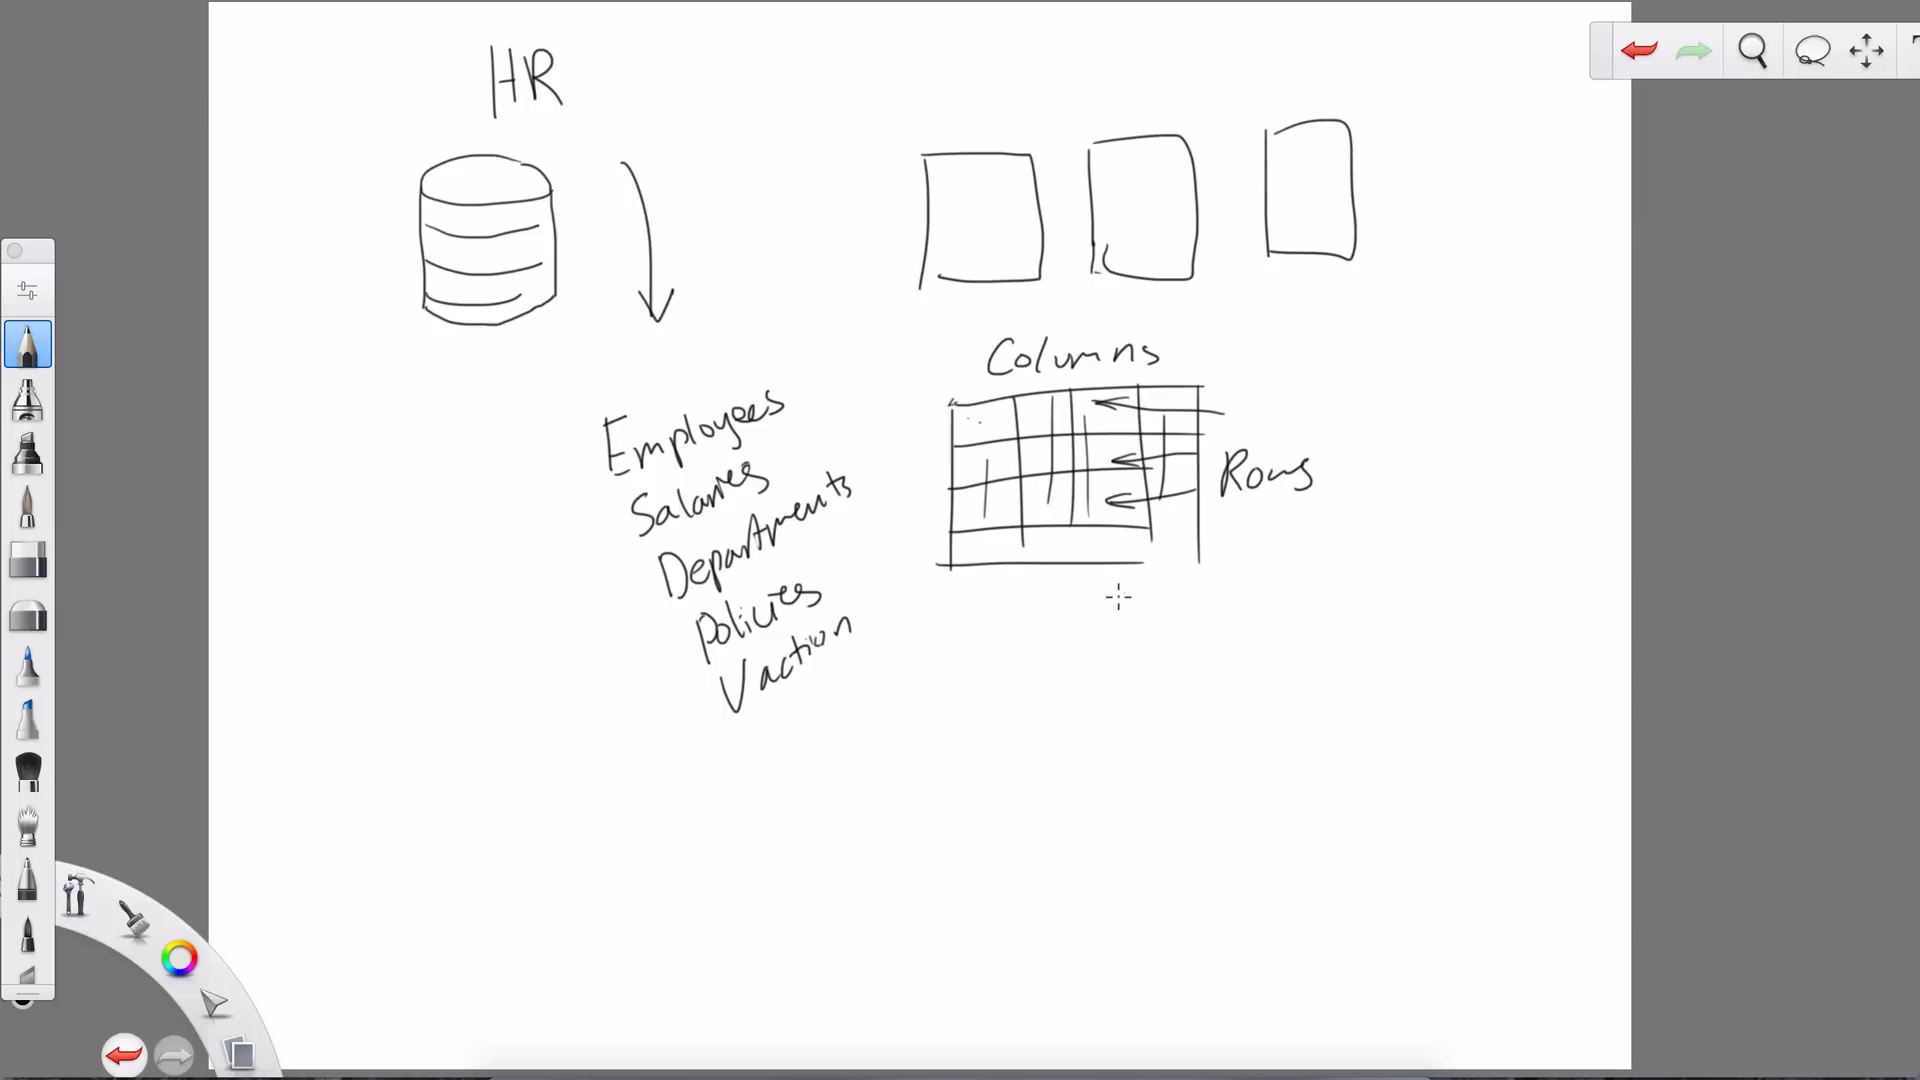 HR
Columns
Employees
Salaries
Departments
Policies
Vaction
Rows